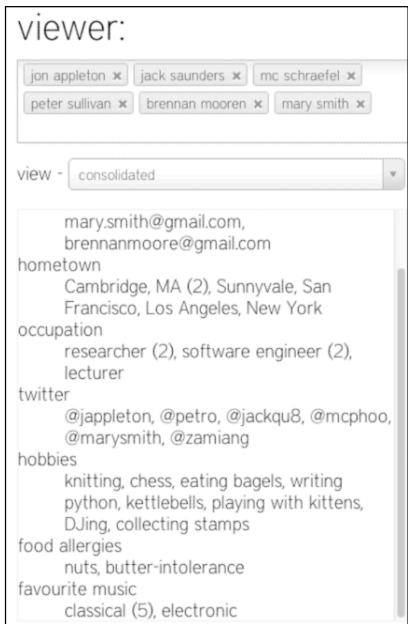 viewer:
jon appleton × jack saunders × mc schraefel ×
peter sullivan × brennan mooren × mary smith ×
view - consolidated
mary.smith@gmail.com,
brennanmoore@gmail.com
hometown
Cambridge, MA (2), Sunnyvale, San
Francisco, Los Angeles, New York
occupation
researcher (2), software engineer (2),
lecturer
twitter
@jappleton, @petro, @jackqu8, @mcphoo,
@marysmith, @zamiang
hobbies
knitting, chess, eating bagels, writing
python, kettlebells, playing with kittens,
DJing, collecting stamps
food allergies
nuts, butter-intolerance
favourite music
classical (5), electronic